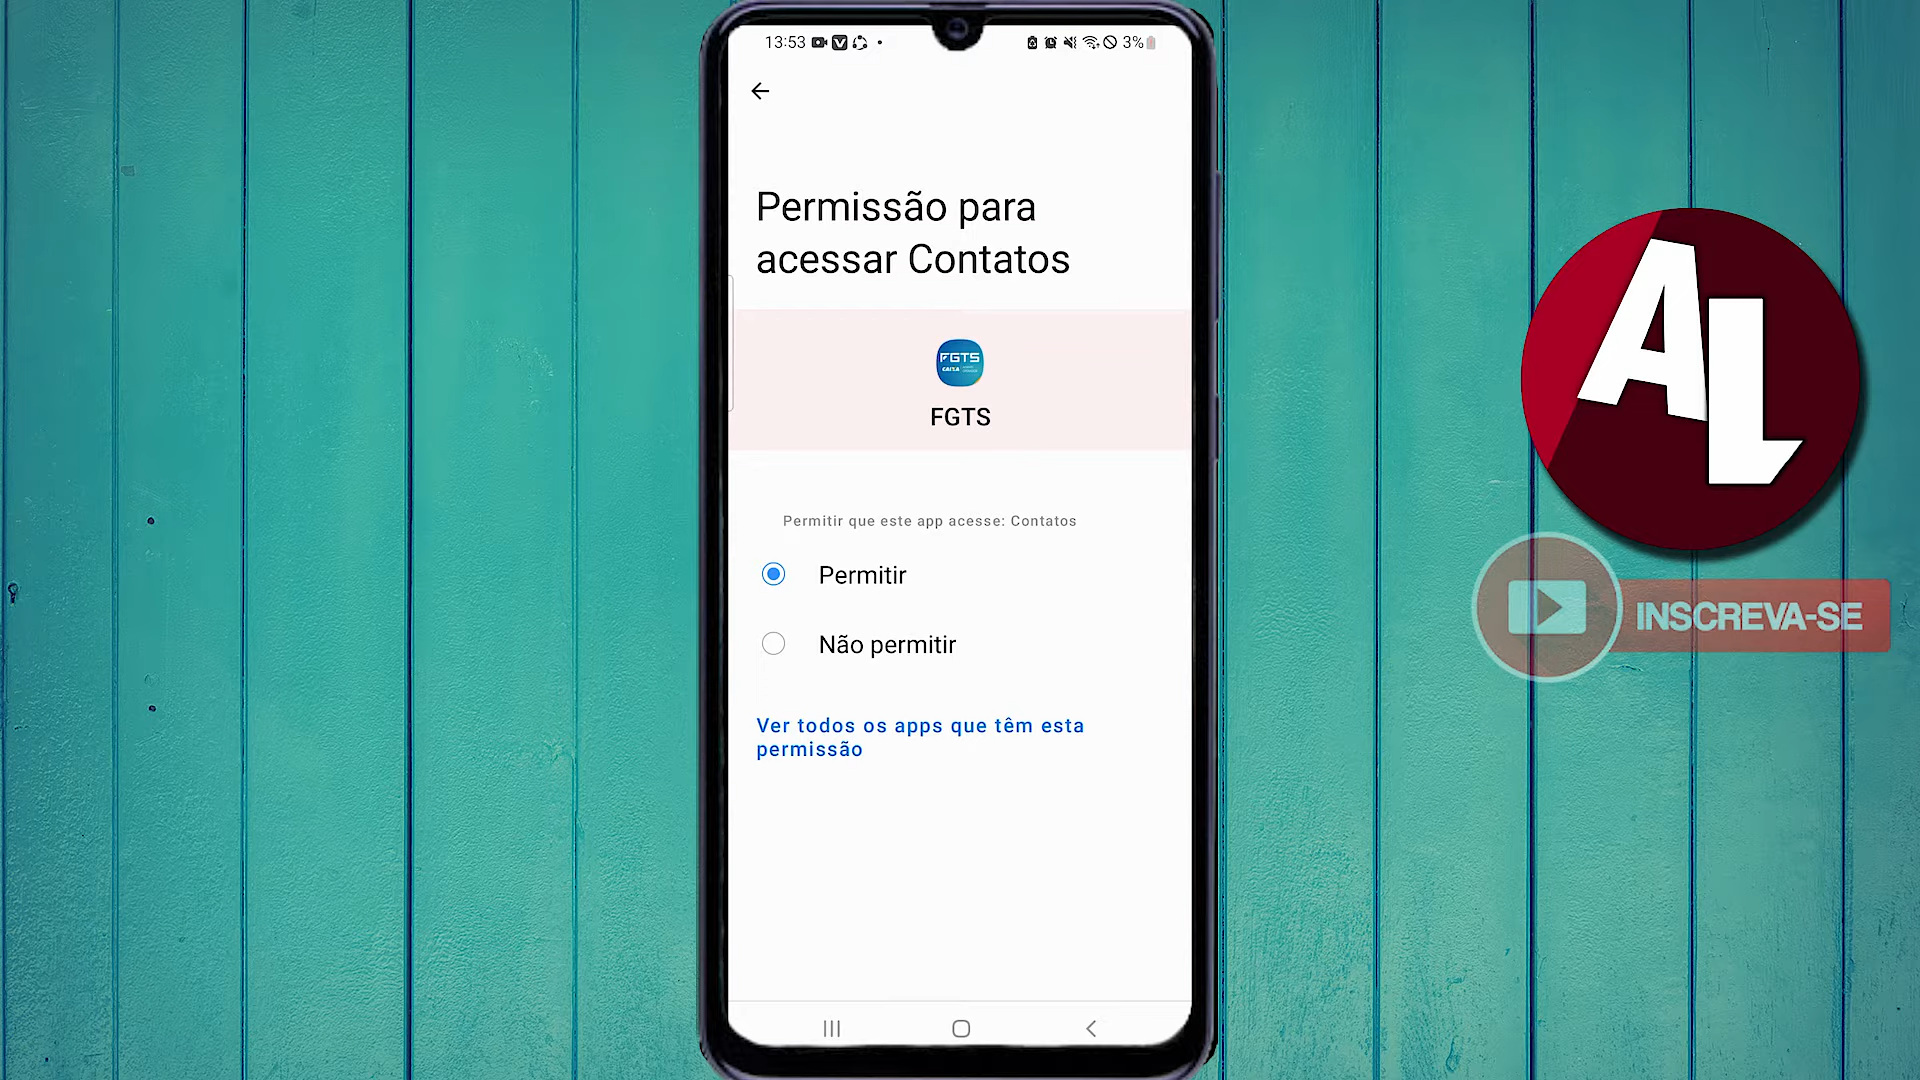 13:53
3%
Permissão para
acessar Contatos
FGTS
CAIXA
FGTS
Permitir que este app acesse: Contatos
Permitir
Não permitir
Ver todos os apps que têm esta
permissão
AL
INSCREVA-SE